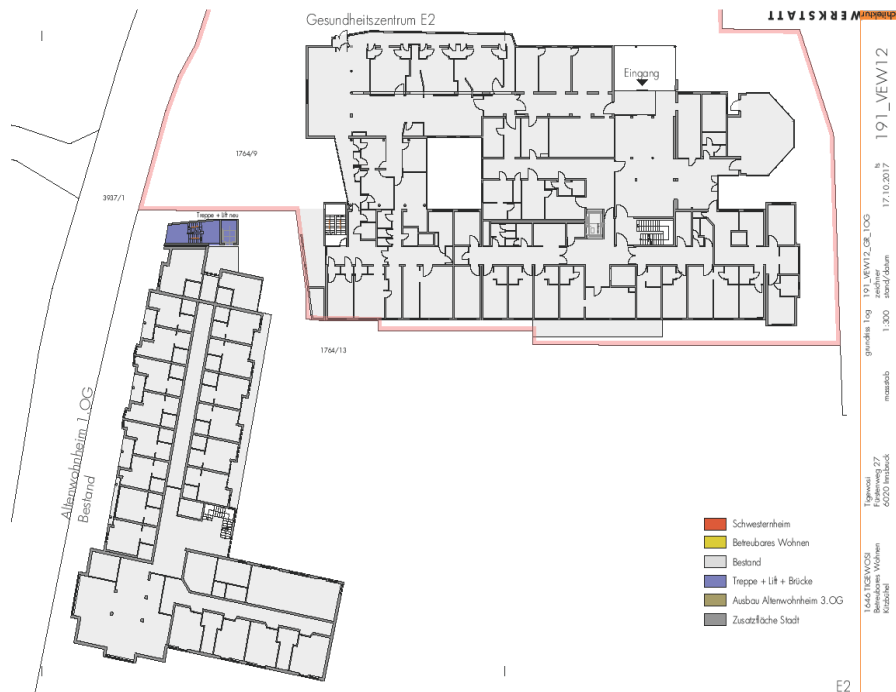 Gesundheitszentrum E2
WERKSTATT
Eingang
1764/9
3937/1
Treppe + Lift neu
1764/13
Altenwohnheim 1.OG
Bestand
Schwesternheim
Betreubares Wohnen
Bestand
Treppe + Lift + Brücke
Ausbau Altenwohnheim 3.OG
Zusatzfläche Stadt
E2
191_VEW12
191_VEW12_GR_1OG
zeichner fs
stand/datum 17.10.2017
grundriss 1og
massstab 1:300
Tigewosi
Fürstenweg 27
6020 Innsbruck
1646 TIGEWOSI
Betreubares Wohnen
Kitzbühel